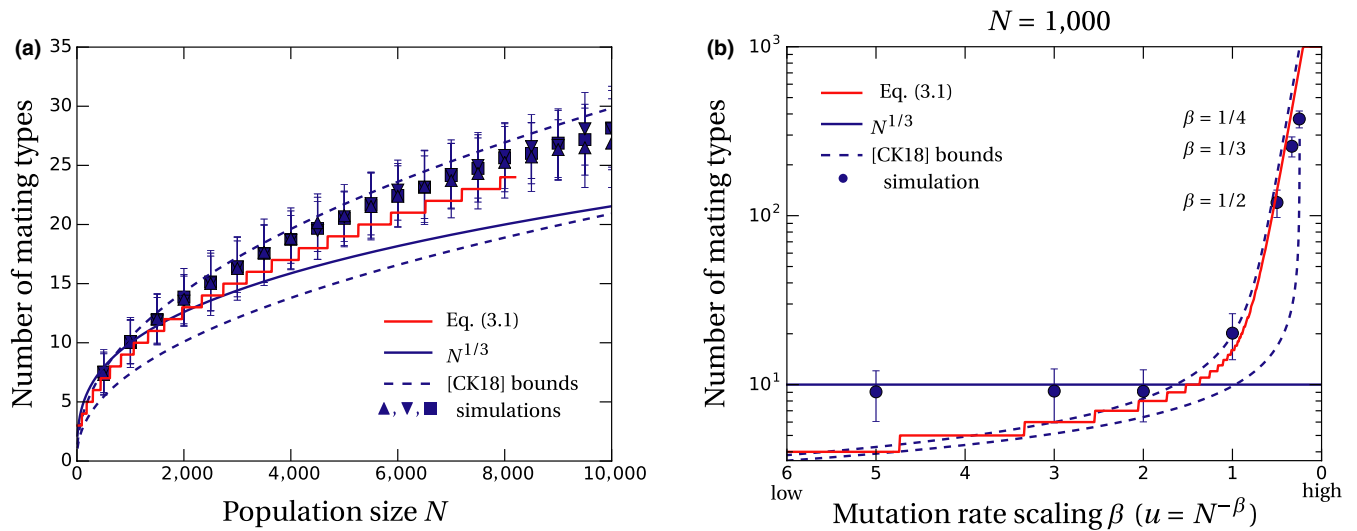 (a)
Number of mating types
35
30
25
20
15
10
5
0
0 2,000 4,000 6,000 8,000 10,000
Population size N
Eq. (3.1)
N^{1/3}
[CK18] bounds
▲, ▼, ■ simulations
N = 1,000
(b)
Number of mating types
10^3
10^2
10^1
6 5 4 3 2 1 0
low high
Mutation rate scaling β (u = N^{−β})
Eq. (3.1)
N^{1/3}
[CK18] bounds
simulation
β = 1/4
β = 1/3
β = 1/2